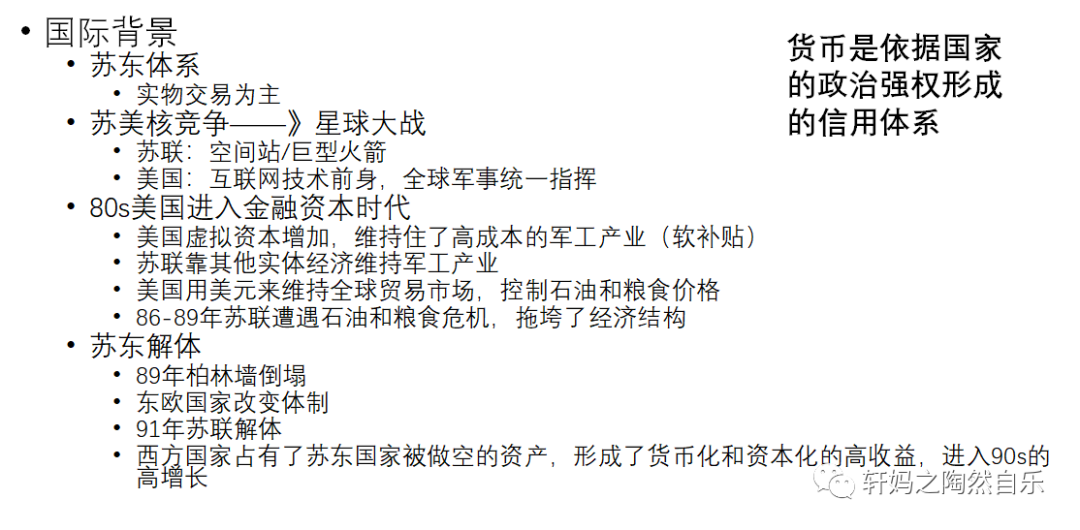 • 国际背景
• 苏东体系
• 实物交易为主
• 苏美核竞争——》星球大战
• 苏联：空间站/巨型火箭
• 美国：互联网技术前身，全球军事统一指挥
• 80s美国进入金融资本时代
• 美国虚拟资本增加，维持住了高成本的军工产业（软补贴）
• 苏联靠其他实体经济维持军工产业
• 美国用美元来维持全球贸易市场，控制石油和粮食价格
• 86-89年苏联遭遇石油和粮食危机，拖垮了经济结构
• 苏东解体
• 89年柏林墙倒塌
• 东欧国家改变体制
• 91年苏联解体
• 西方国家占有了苏东国家被做空的资产，形成了货币化和资本化的高收益，进入90s的
高增长
货币是依据国家
的政治强权形成
的信用体系
轩妈之陶然自乐